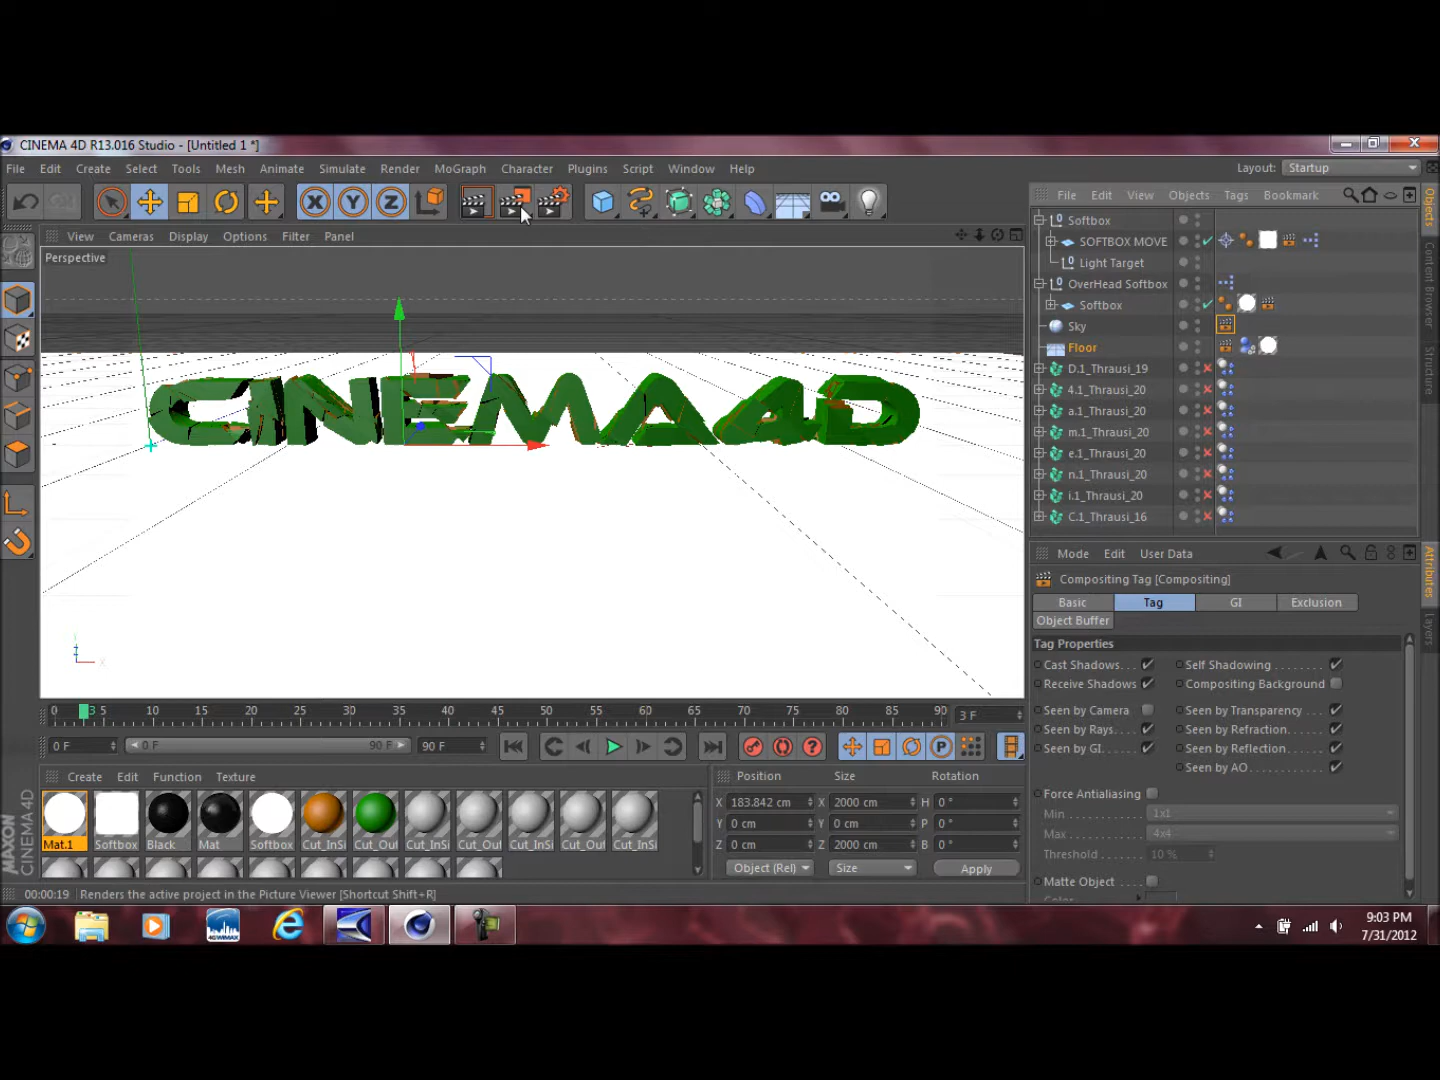 CINEMA 4D R13.016 Studio - [Untitled 1 *]
File Edit Create Select Tools Mesh Animate Simulate Render MoGraph Character Plugins Script Window Help Layout: Startup
X Y Z
File Edit View Objects Tags Bookmark
View Cameras Display Options Filter Panel
Perspective
Softbox
SOFTBOX MOVE
Light Target
OverHead Softbox
Softbox
Sky
Floor
D.1_Thrausi_19
4.1_Thrausi_20
a.1_Thrausi_20
m.1_Thrausi_20
e.1_Thrausi_20
n.1_Thrausi_20
i.1_Thrausi_20
C.1_Thrausi_16
Objects
Content Browser
Structure
CINEMA4D
Mode Edit User Data
Compositing Tag [Compositing]
Basic Tag GI Exclusion
Object Buffer
Tag Properties
Cast Shadows. . . Self Shadowing . . . . . . . .
Receive Shadows Compositing Background
Seen by Camera Seen by Transparency . .
Seen by Rays. . . Seen by Refraction. . . .
Seen by GI. . . . Seen by Reflection . . . .
Seen by AO. . . . . . . . . .
Force Antialiasing
Min 1x1
Max 4x4
Threshold . . . . . 10 %
Matte Object
Attributes
Layers
0 3 5 10 15 20 25 30 35 40 45 50 55 60 65 70 75 80 85 90 3 F
0 F 0 F 90 F 90 F
Create Edit Function Texture
Mat.1 Softbox Black Mat Softbox Cut_InSi Cut_Out Cut_InSi Cut_Out Cut_InSi Cut_Out Cut_InSi
Position Size Rotation
X 183.842 cm X 2000 cm H 0 °
Y 0 cm Y 0 cm P 0 °
Z 0 cm Z 2000 cm B 0 °
Object (Rel) Size Apply
MAXON
CINEMA 4D
00:00:19 Renders the active project in the Picture Viewer [Shortcut Shift+R]
9:03 PM
7/31/2012